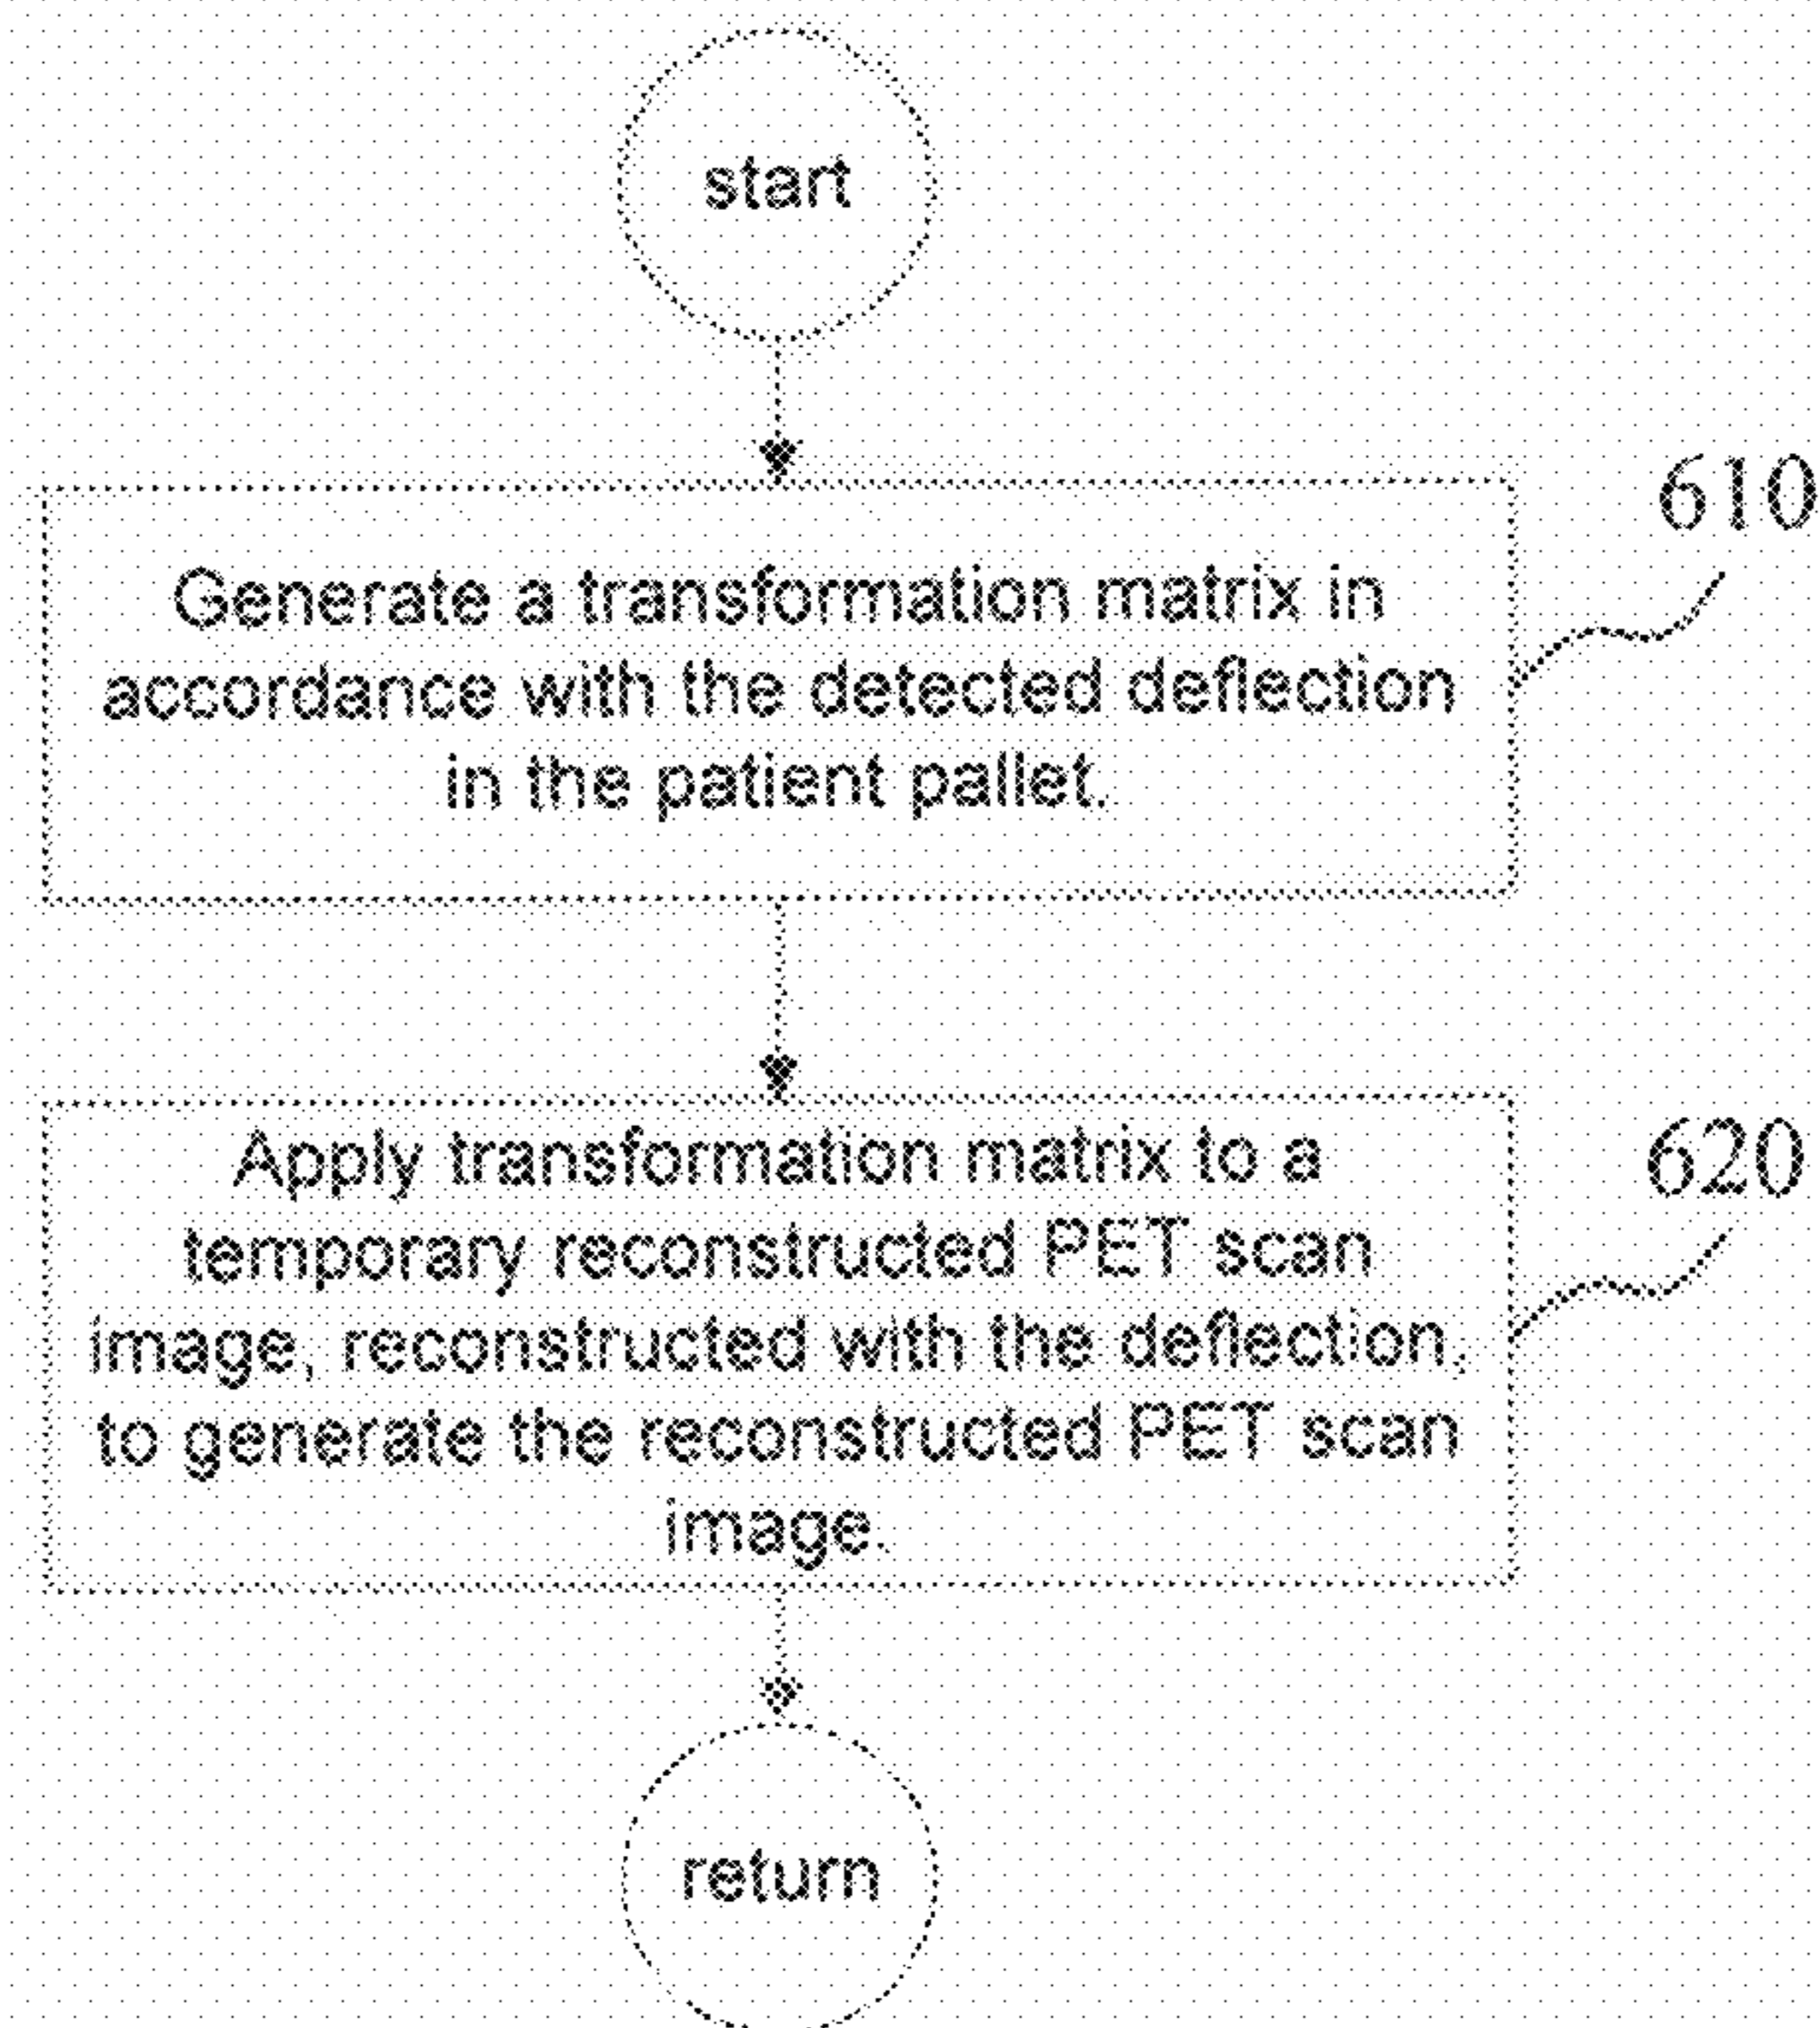 start
610
Generate a transformation matrix in
accordance with the detected deflection
in the patient pallet.
620
Apply transformation matrix to a
temporary reconstructed PET scan
image, reconstructed with the deflection,
to generate the reconstructed PET scan
image.
return